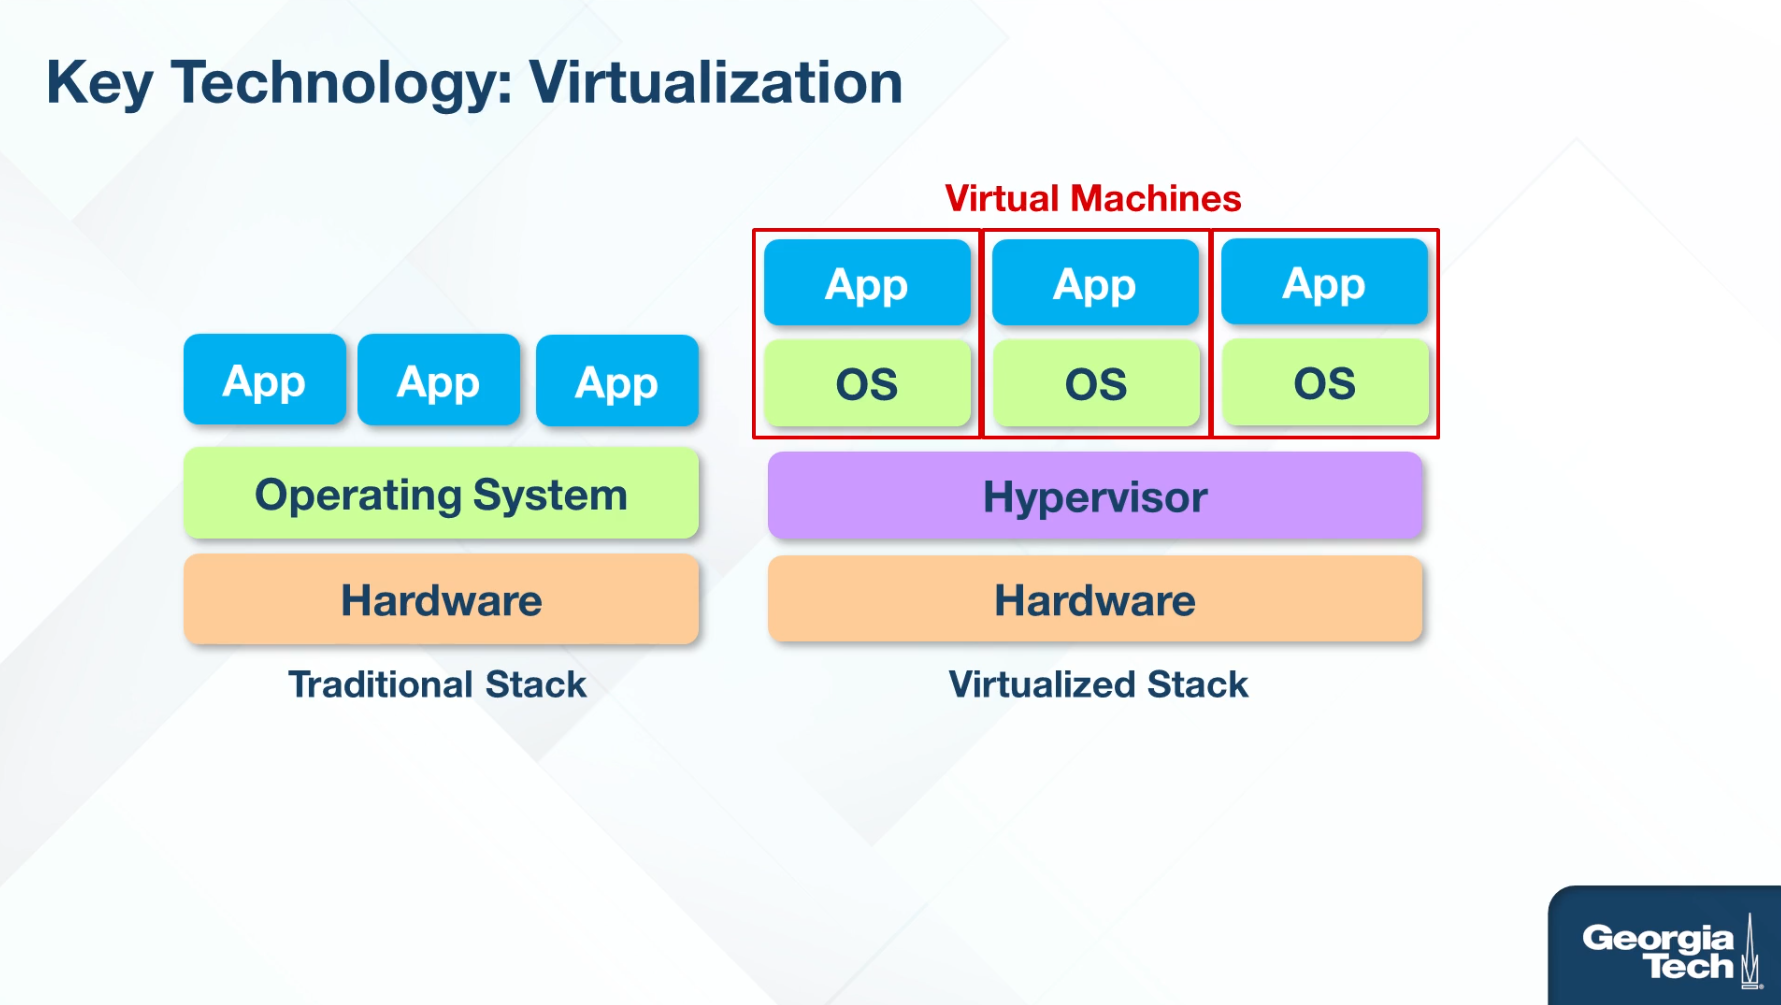 Key Technology: Virtualization
Virtual Machines
App App App
OS OS OS
Hypervisor
Hardware
Virtualized Stack
App App App
Operating System
Hardware
Traditional Stack
Georgia
Tech